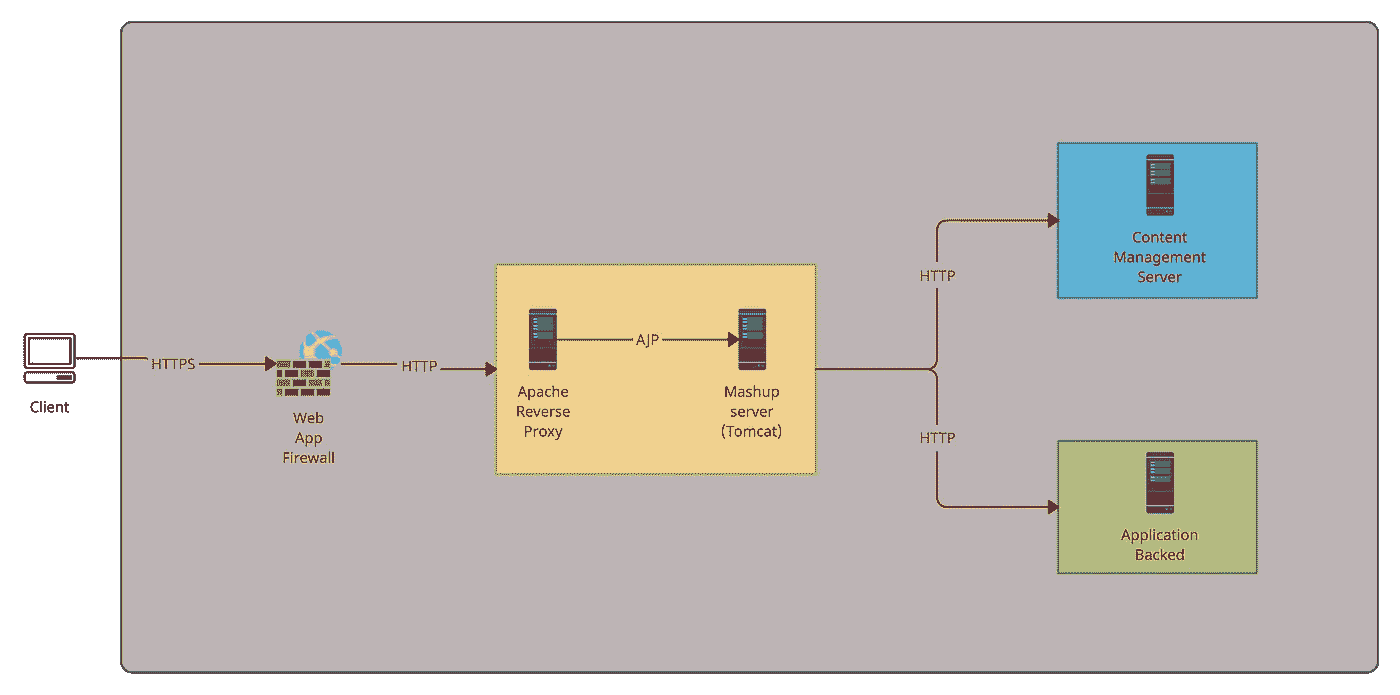 Client
HTTPS
Web
App
Firewall
HTTP
Apache
Reverse
Proxy
AJP
Mashup
server
(Tomcat)
HTTP
Content
Management
Server
HTTP
Application
Backed